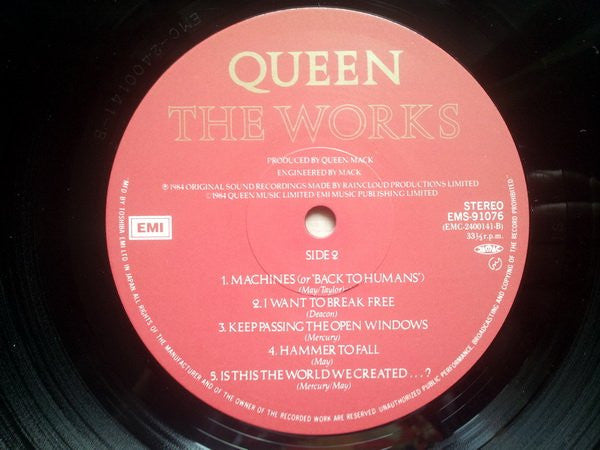 EMC-2400141-B
QUEEN
THE WORKS
PRODUCED BY QUEEN/MACK
ENGINEERED BY MACK
℗ 1984 ORIGINAL SOUND RECORDINGS MADE BY RAINCLOUD PRODUCTIONS LIMITED
© 1984 QUEEN MUSIC LIMITED/EMI MUSIC PUBLISHING LIMITED
EMI
STEREO
EMS-91076
(EMC-2400141-B)
33⅓ r.p.m.
SIDE 2
1. MACHINES (or 'BACK TO HUMANS')
(May/Taylor)
2. I WANT TO BREAK FREE
(Deacon)
3. KEEP PASSING THE OPEN WINDOWS
(Mercury)
4. HAMMER TO FALL
(May)
5. IS THIS THE WORLD WE CREATED...?
(Mercury/May)
MF'D BY TOSHIBA EMI LTD. IN JAPAN ALL RIGHTS OF THE MANUFACTURER AND OF THE OWNER OF THE RECORDED WORK ARE RESERVED UNAUTHORIZED PUBLIC PERFORMANCE, BROADCASTING AND COPYING OF THE RECORD PROHIBITED